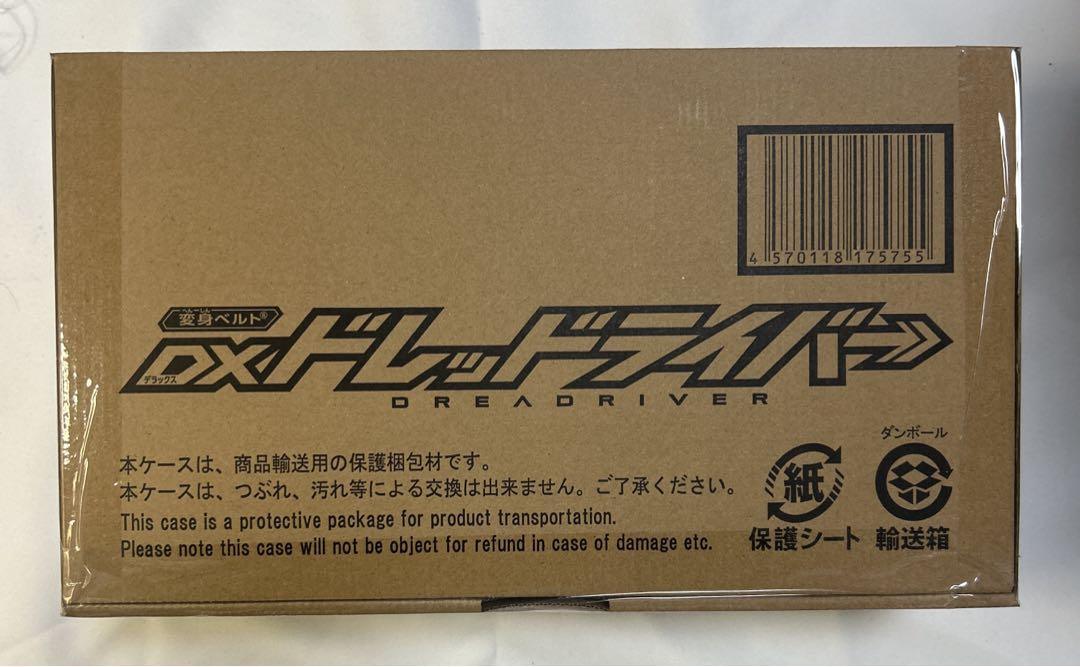 4 570118 175755
へんしん
変身ベルト®
DXドレッドライバー
デラックス
DREADRIVER
本ケースは、商品輸送用の保護梱包材です。
本ケースは、つぶれ、汚れ等による交換は出来ません。ご了承ください。
This case is a protective package for product transportation.
Please note this case will not be object for refund in case of damage etc.
紙
保護シート
ダンボール
輸送箱